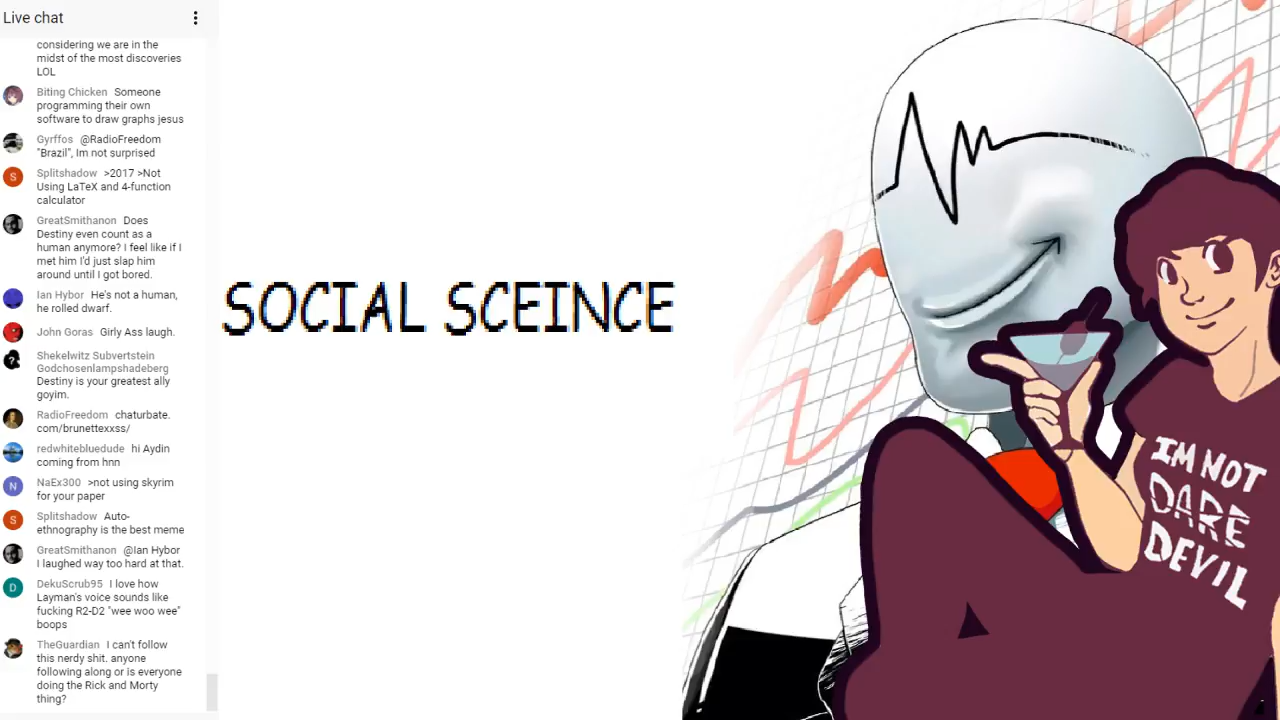 Live chat
considering we are in the
midst of the most discoveries
LOL
Biting Chicken Someone
programming their own
software to draw graphs jesus
Gyrffos @RadioFreedom
"Brazil", Im not surprised
Splitshadow >2017 >Not
Using LaTeX and 4-function
calculator
GreatSmithanon Does
Destiny even count as a
human anymore? I feel like if I
met him I'd just slap him
around until I got bored.
Ian Hybor He's not a human,
he rolled dwarf.
John Goras Girly Ass laugh.
Shekelwitz Subvertstein
Godchosenlampshadeberg
Destiny is your greatest ally
goyim.
RadioFreedom chaturbate.
com/brunettexxss/
redwhitebluedude hi Aydin
coming from hnn
NaEx300 >not using skyrim
for your paper
Splitshadow Auto-
ethnography is the best meme
GreatSmithanon @Ian Hybor
I laughed way too hard at that.
DekuScrub95 I love how
Layman's voice sounds like
fucking R2-D2 "wee woo wee"
boops
TheGuardian I can't follow
this nerdy shit. anyone
following along or is everyone
doing the Rick and Morty
thing?
S
S
?
N
S
D
SOCIAL SCEINCE
IM NOT
DARE
DEVIL